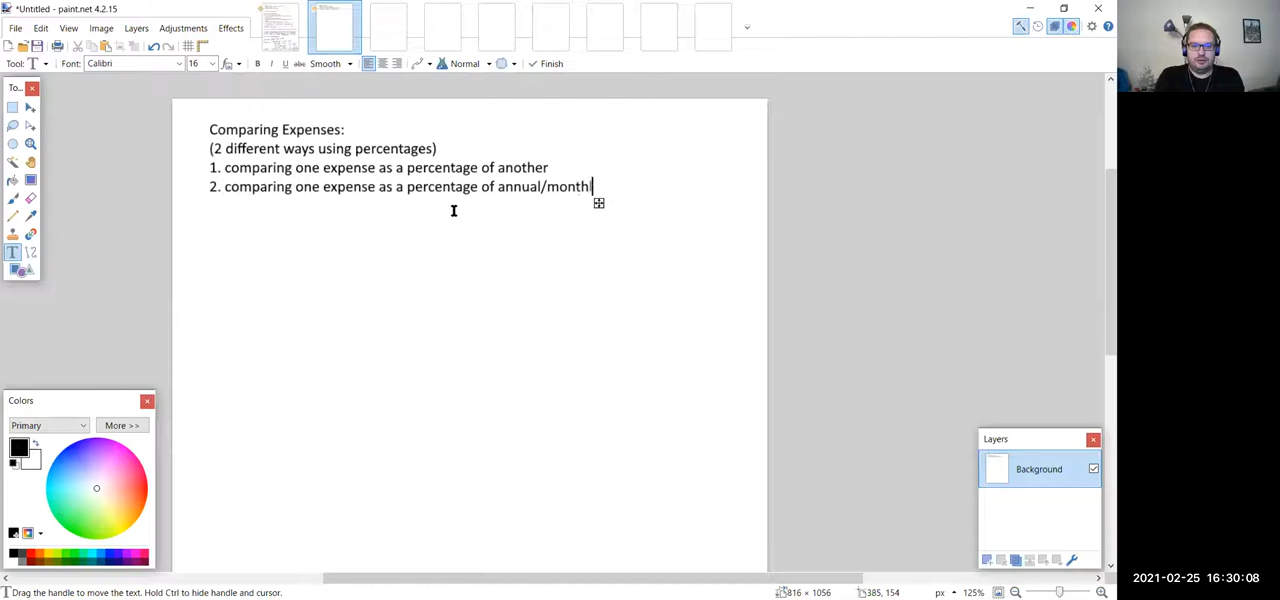 *Untitled - paint.net 4.2.15
File Edit View Image Layers Adjustments Effects
Tool: T Font: Calibri 16 B I U abc Smooth Normal Finish
To...
Comparing Expenses:
(2 different ways using percentages)
1. comparing one expense as a percentage of another
2. comparing one expense as a percentage of annual/monthl
Colors
Primary More >>
Layers
Background
Drag the handle to move the text. Hold Ctrl to hide handle and cursor. 816 × 1056 385, 154 px 125%
2021-02-25 16:30:08